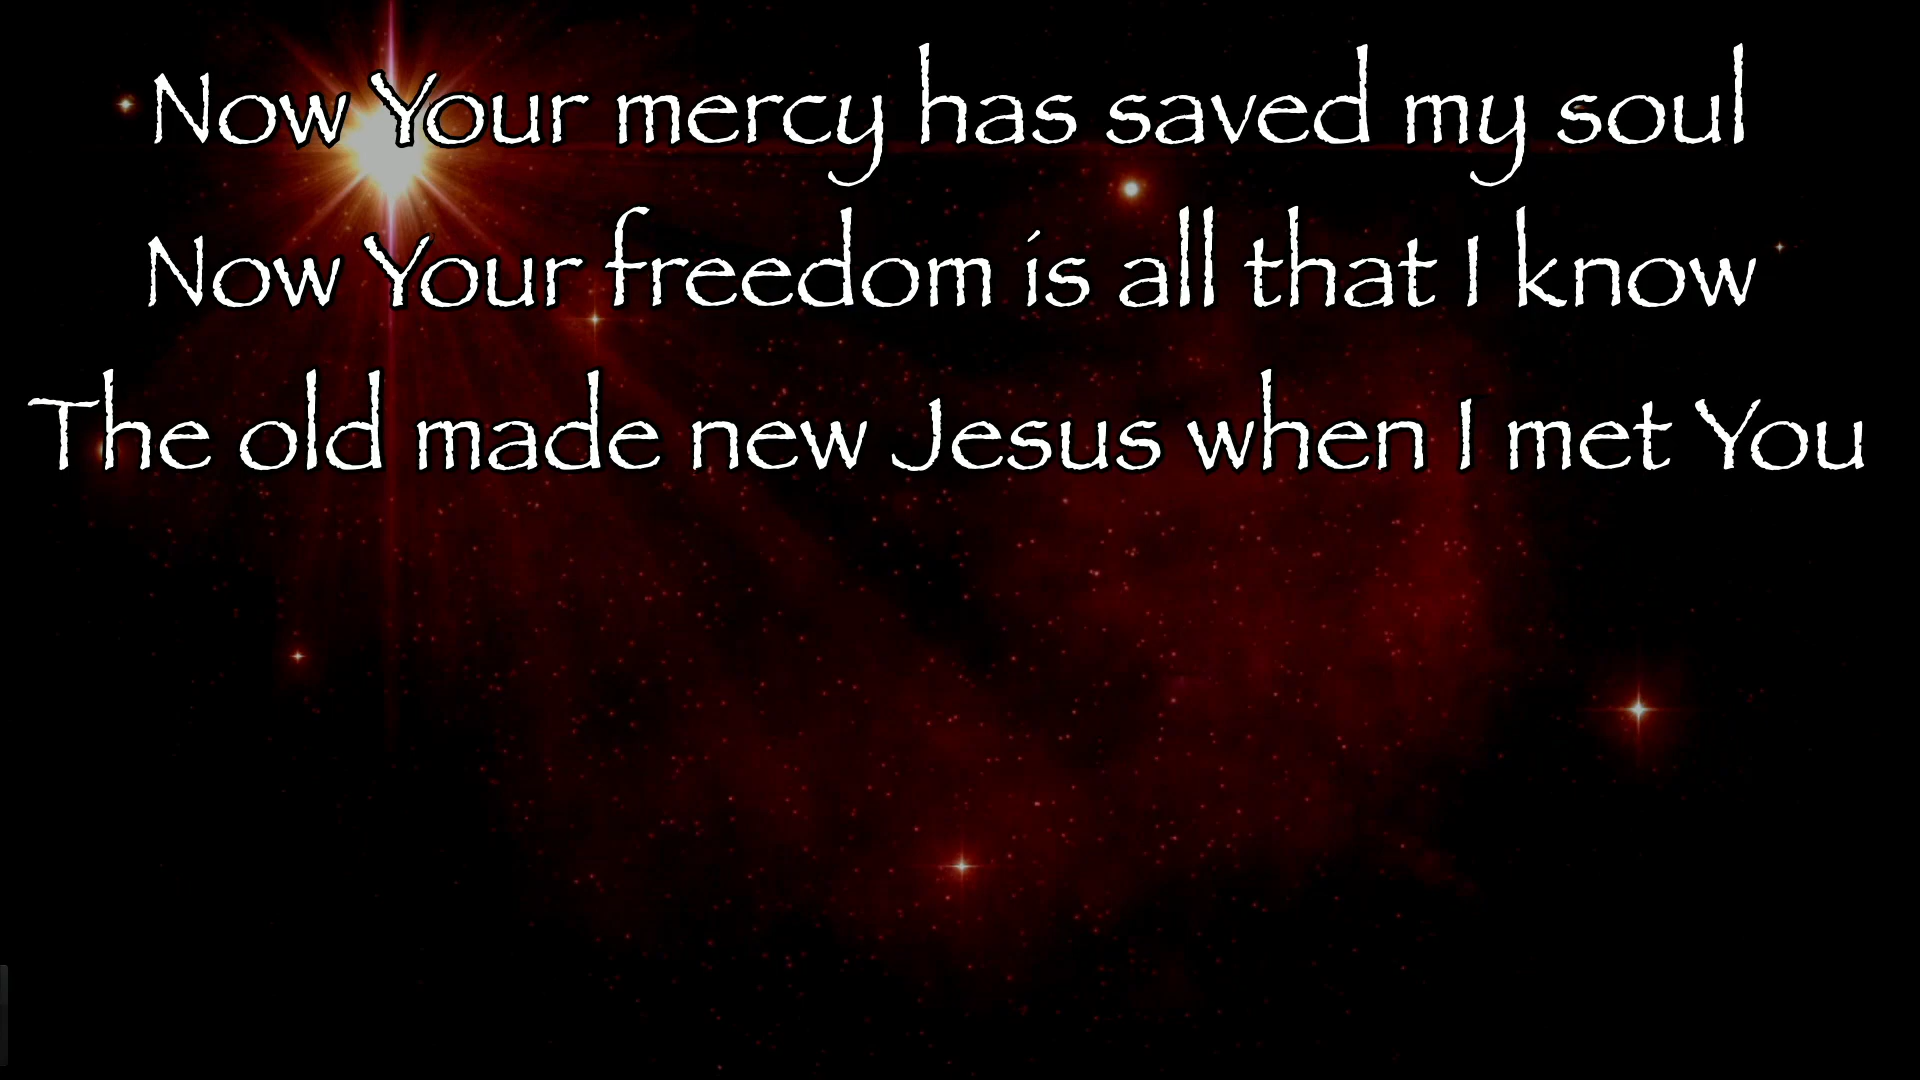 Now Your mercy has saved my soul
Now Your freedom is all that I know
The old made new Jesus when I met You